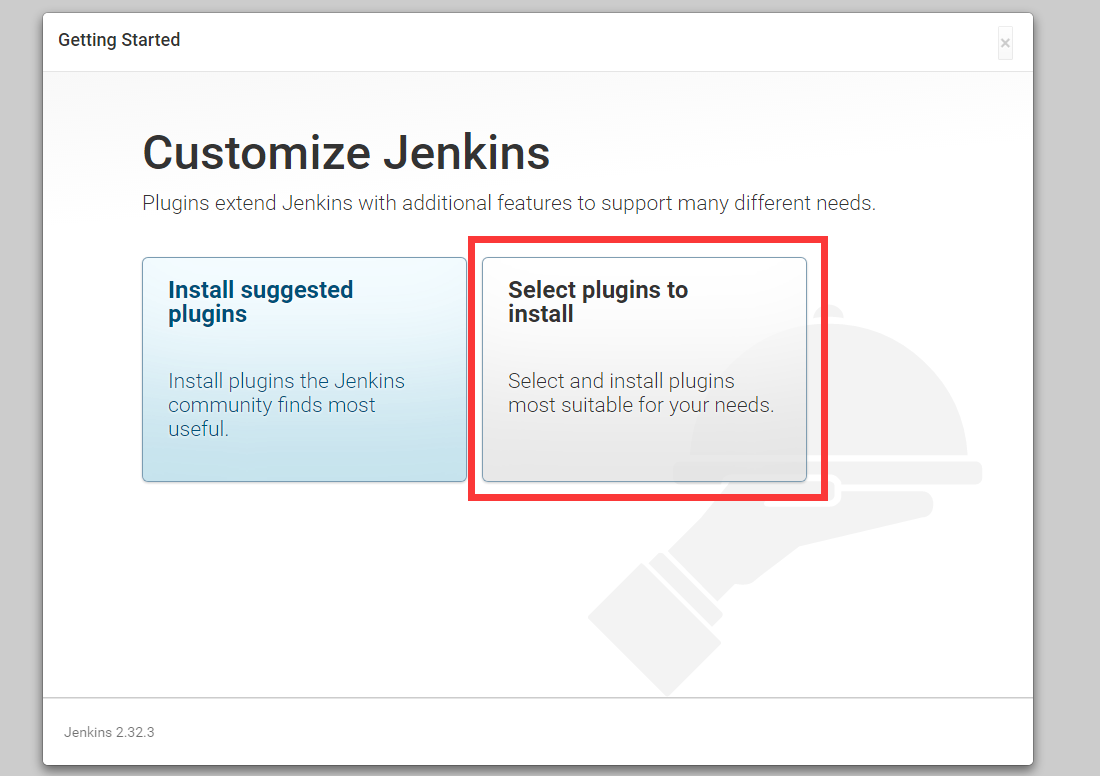 Getting Started
×
Customize Jenkins
Plugins extend Jenkins with additional features to support many different needs.
Install suggested
plugins
Install plugins the Jenkins
community finds most
useful.
Select plugins to
install
Select and install plugins
most suitable for your needs.
Jenkins 2.32.3